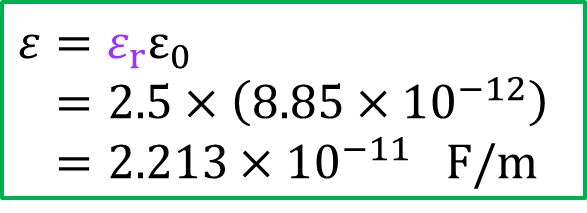 ε = εᵣε₀
= 2.5 × (8.85 × 10⁻¹²)
= 2.213 × 10⁻¹¹ F/m